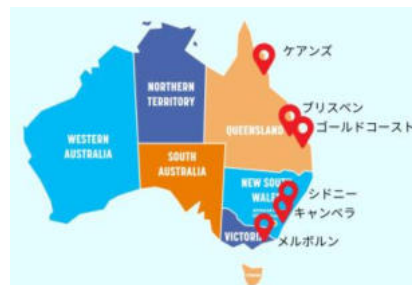 ケアンズ
NORTHERN
TERRITORY
ブリスベン
ゴールドコースト
QUEENSLAND
WESTERN
AUSTRALIA
SOUTH
AUSTRALIA
シドニー
NEW SOUTH
WALES
キャンベラ
VICTORIA
メルボルン